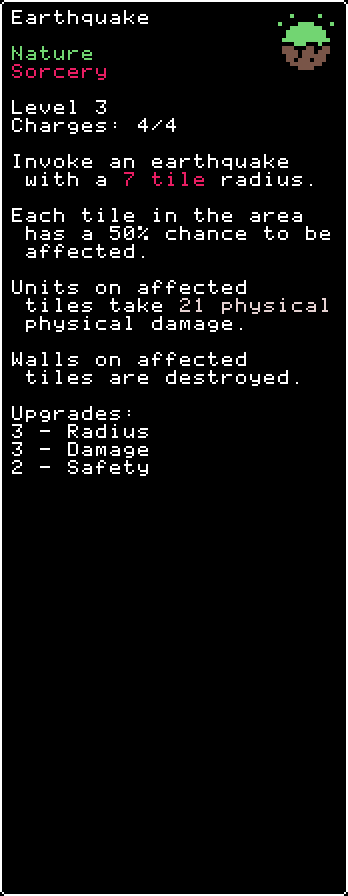 Earthquake
Nature
Sorcery
Level 3
Charges: 4/4
Invoke an earthquake
with a 7 tile radius.
Each tile in the area
has a 50% chance to be
affected.
Units on affected
tiles take 21 physical
physical damage.
Walls on affected
tiles are destroyed.
Upgrades:
3 - Radius
3 - Damage
2 - Safety